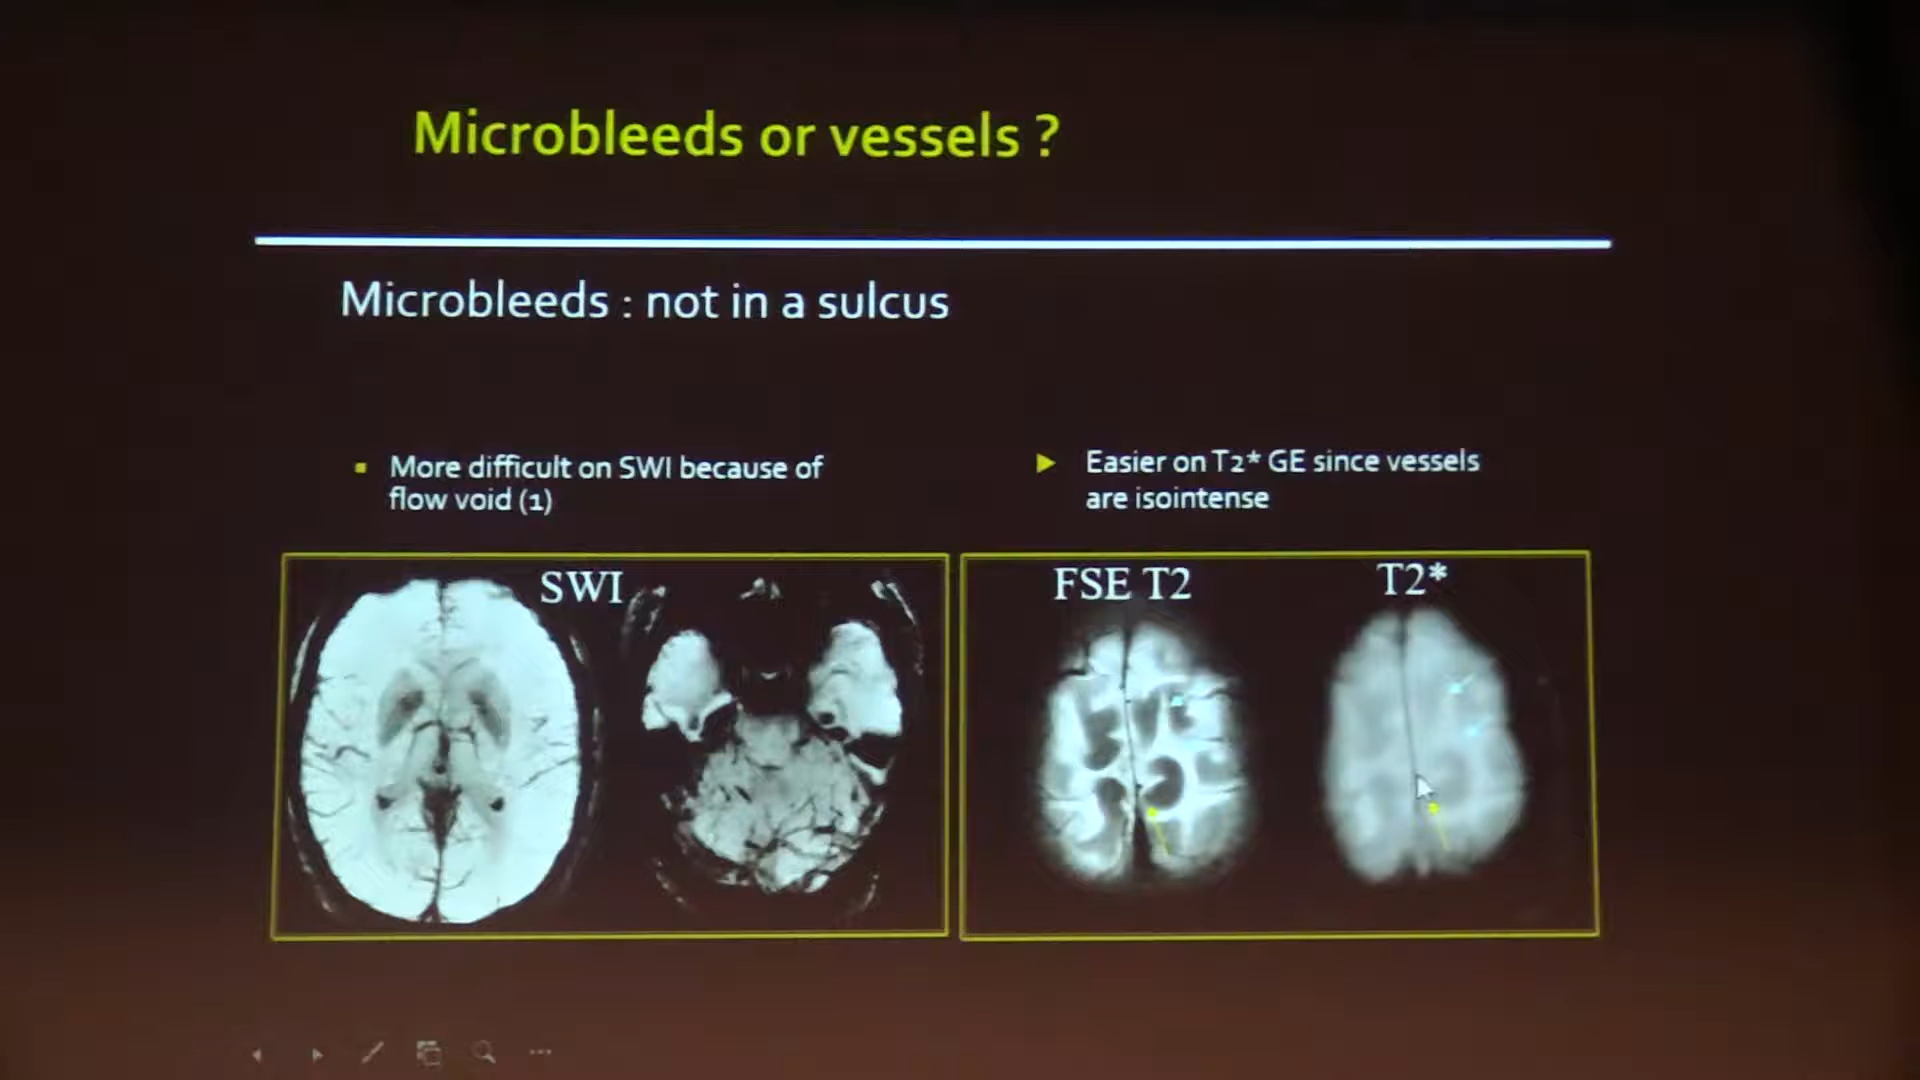 Microbleeds or vessels ?
Microbleeds : not in a sulcus
More difficult on SWI because of
flow void (1)
Easier on T2* GE since vessels
are isointense
SWI
FSE T2
T2*